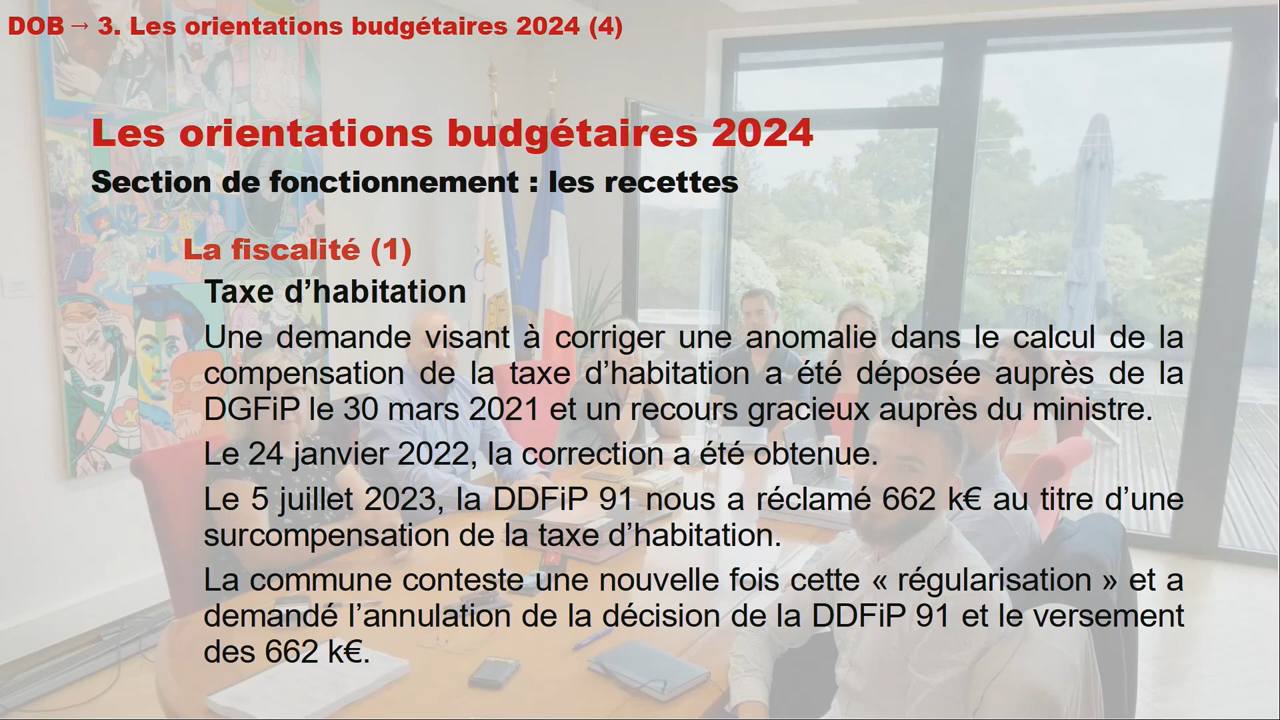 DOB → 3. Les orientations budgétaires 2024 (4)
Les orientations budgétaires 2024
Section de fonctionnement : les recettes
La fiscalité (1)
Taxe d’habitation
Une demande visant à corriger une anomalie dans le calcul de la
compensation de la taxe d’habitation a été déposée auprès de la
DGFiP le 30 mars 2021 et un recours gracieux auprès du ministre.
Le 24 janvier 2022, la correction a été obtenue.
Le 5 juillet 2023, la DDFiP 91 nous a réclamé 662 k€ au titre d’une
surcompensation de la taxe d’habitation.
La commune conteste une nouvelle fois cette « régularisation » et a
demandé l’annulation de la décision de la DDFiP 91 et le versement
des 662 k€.